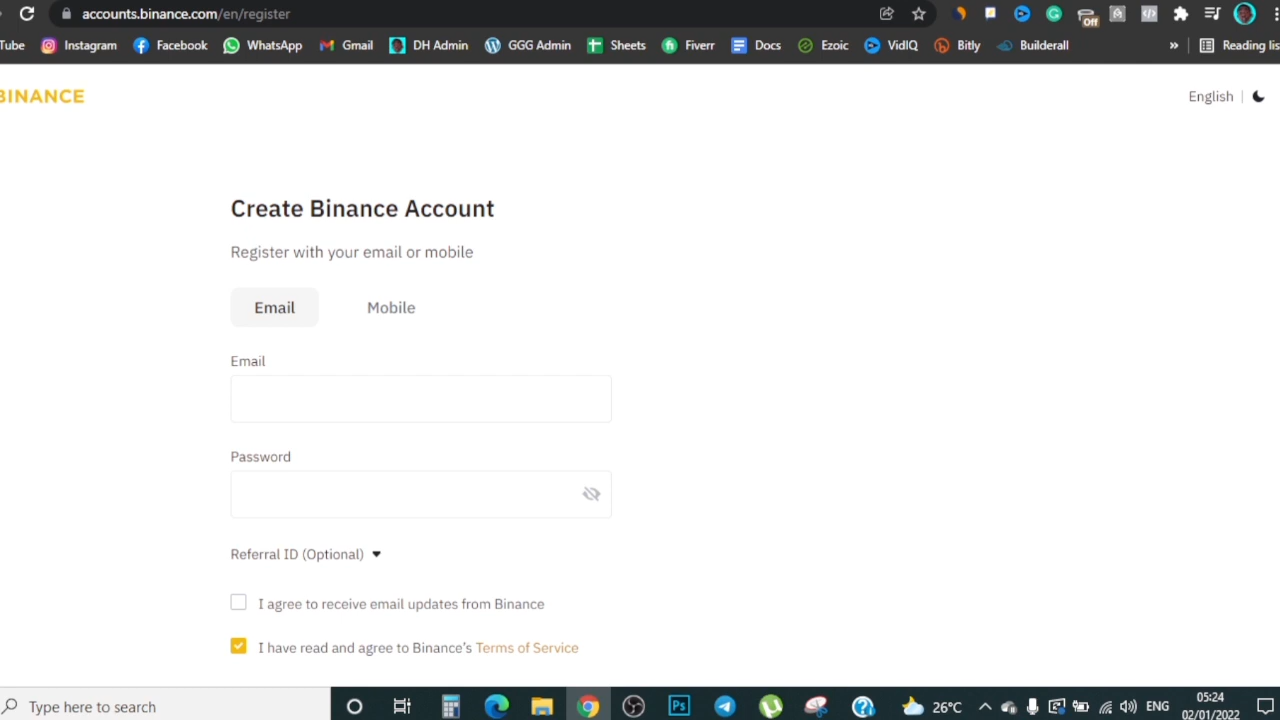 accounts.binance.com/en/register
Off
Tube Instagram Facebook WhatsApp Gmail DH Admin GGG Admin Sheets Fiverr Docs Ezoic VidIQ Bitly Builderall » Reading lis
BINANCE
English |
Create Binance Account
Register with your email or mobile
Email Mobile
Email
Password
Referral ID (Optional)
I agree to receive email updates from Binance
I have read and agree to Binance's Terms of Service
Type here to search
Ps
26°C
ENG
05:24
02/01/2022